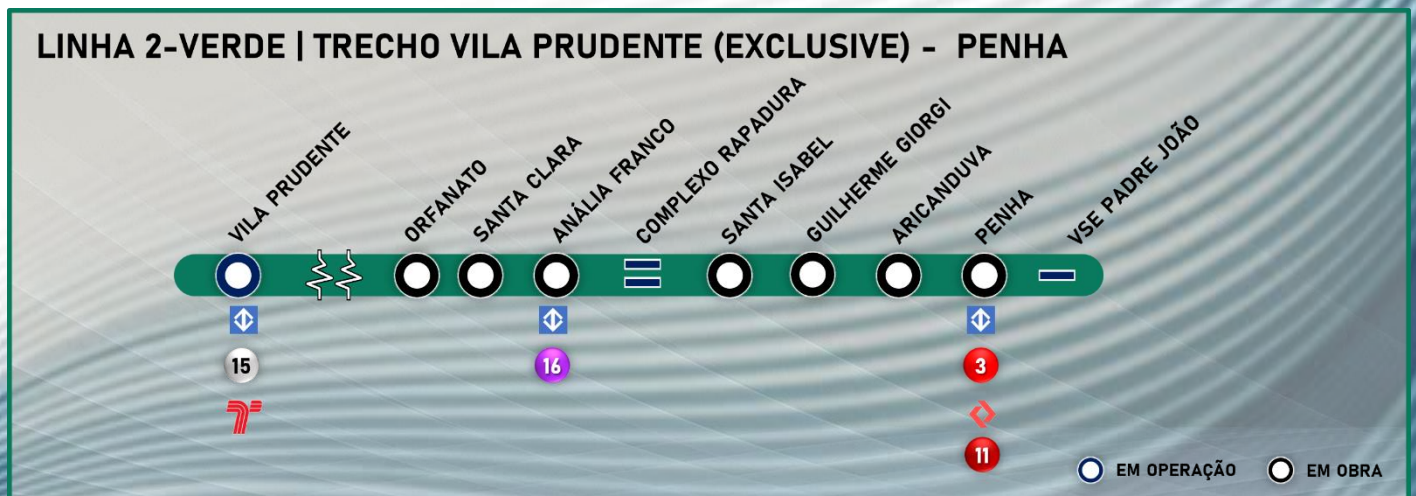 LINHA 2-VERDE | TRECHO VILA PRUDENTE (EXCLUSIVE) - PENHA
VILA PRUDENTE
ORFANATO
SANTA CLARA
ANÁLIA FRANCO
COMPLEXO RAPADURA
SANTA ISABEL
GUILHERME GIORGI
ARICANDUVA
PENHA
VSE PADRE JOÃO
15
16
3
11
EM OPERAÇÃO
EM OBRA